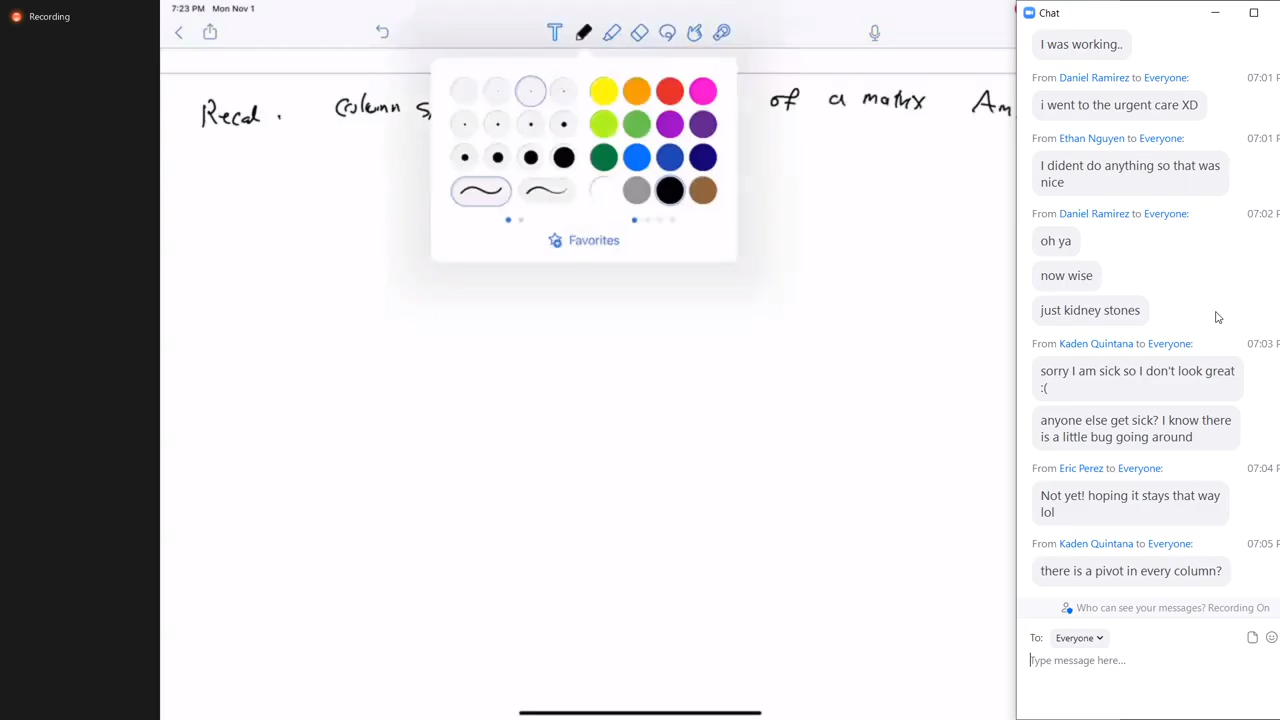 Recording
7:23 PM Mon Nov 1
Recal. Column s of a matrix Am
Favorites
Chat
I was working..
From Daniel Ramirez to Everyone: 07:01 P
i went to the urgent care XD
From Ethan Nguyen to Everyone: 07:01 P
I dident do anything so that was
nice
From Daniel Ramirez to Everyone: 07:02 P
oh ya
now wise
just kidney stones
From Kaden Quintana to Everyone: 07:03 P
sorry I am sick so I don't look great
:(
anyone else get sick? I know there
is a little bug going around
From Eric Perez to Everyone: 07:04 P
Not yet! hoping it stays that way
lol
From Kaden Quintana to Everyone: 07:05 P
there is a pivot in every column?
Who can see your messages? Recording On
To: Everyone
Type message here...